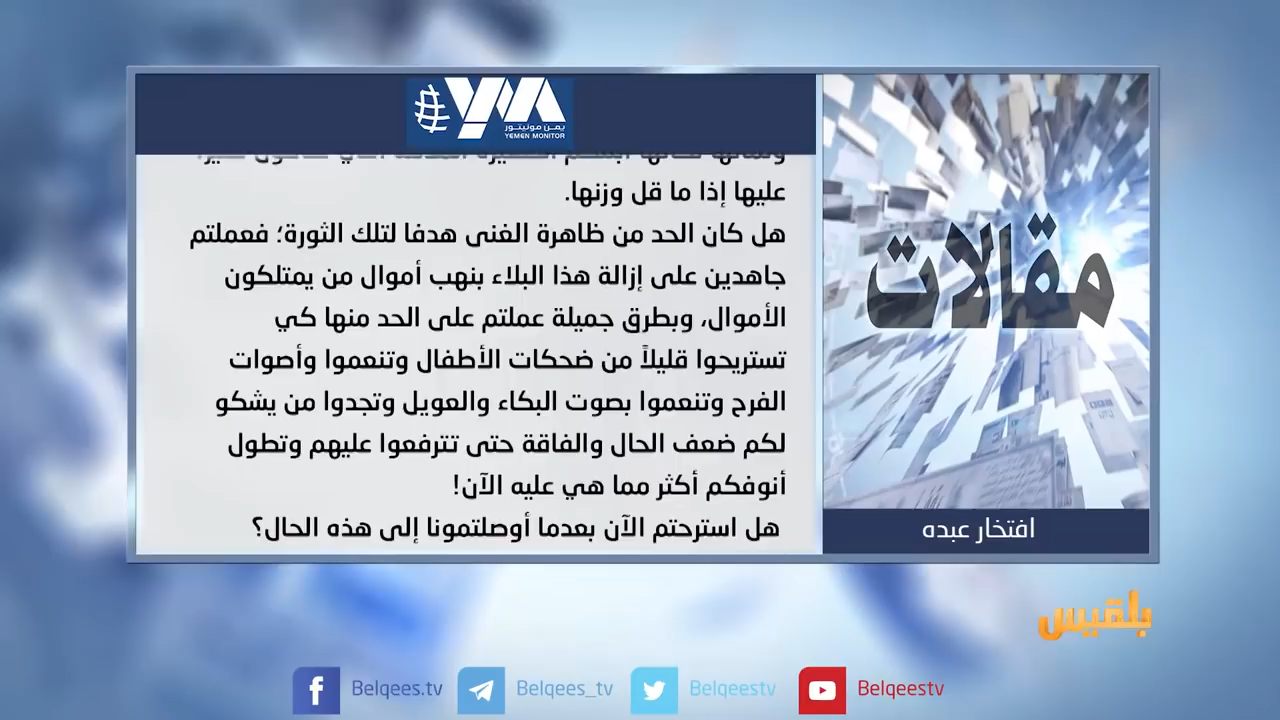 يمن مونيتور
YEMEN MONITOR
عليها إذا ما قل وزنها.
هل كان الحد من ظاهرة الغنى هدفا لتلك الثورة؛ فعملتم
جاهدين على إزالة هذا البلاء بنهب أموال من يمتلكون
الأموال، وبطرق جميلة عملتم على الحد منها كي
تستريحوا قليلاً من ضحكات الأطفال وتنعموا وأصوات
الفرح وتنعموا بصوت البكاء والعويل وتجدوا من يشكو
لكم ضعف الحال والفاقة حتى تترفعوا عليهم وتطول
أنوفكم أكثر مما هي عليه الآن!
هل استرحتم الآن بعدما أوصلتمونا إلى هذه الحال؟
مقالات
افتخار عبده
بلقيس
Belqees.tv
Belqees_tv
Belqeestv
Belqeestv